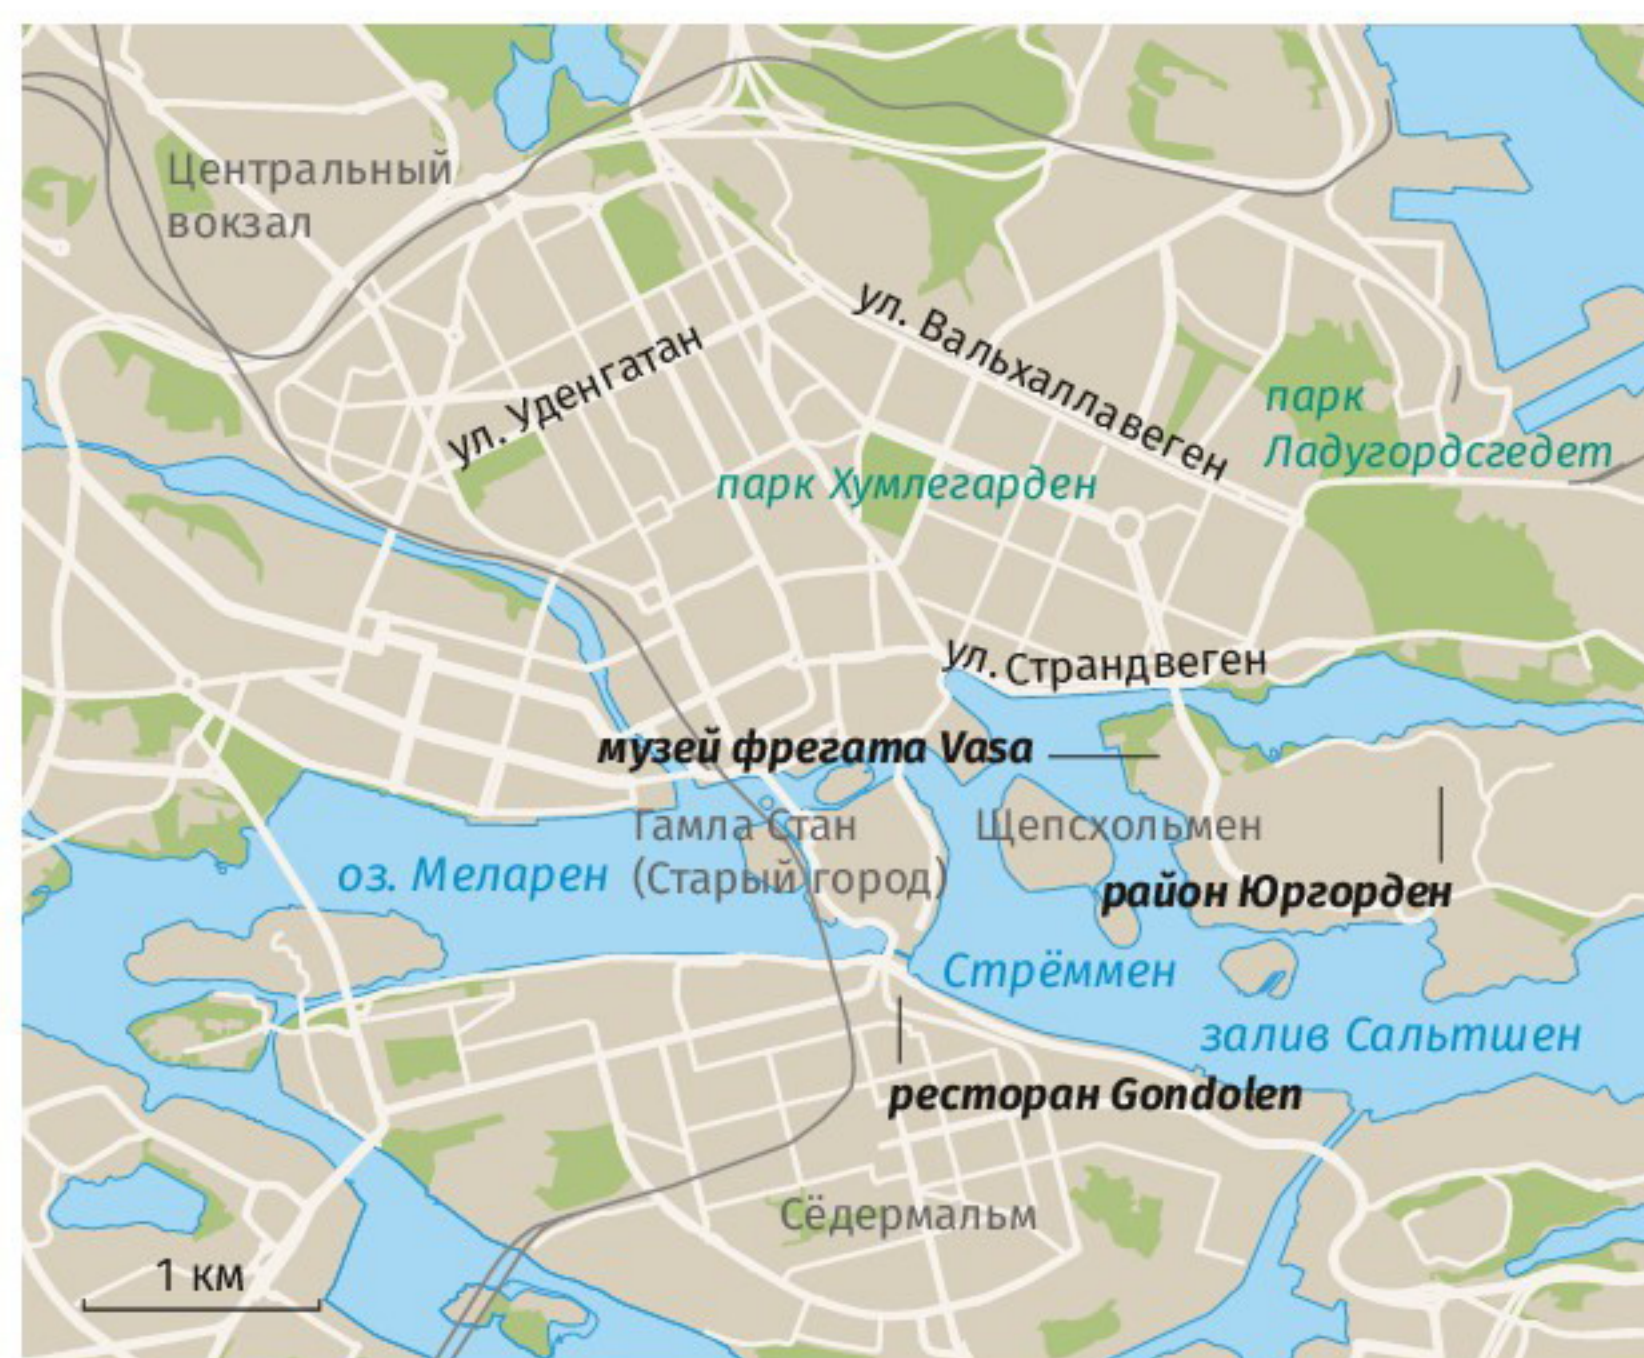 Центральный
вокзал
ул. Вальхаллавеген
ул. Уденгатан
парк
Ладугордсгедет
парк Хумлегарден
ул. Страндвеген
музей фрегата Vasa
Гамла Стан
(Старый город)
Щепсхольмен
оз. Меларен
район Юргорден
Стрёммен
залив Сальтшен
ресторан Gondolen
Сёдермальм
1 км